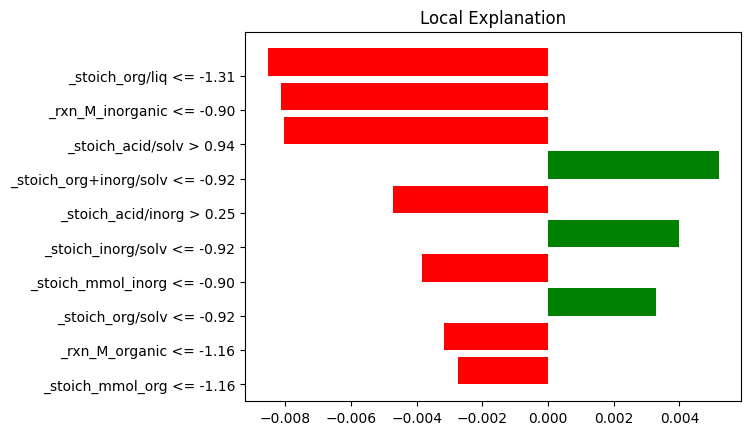 Local Explanation
_stoich_org/liq <= -1.31
_rxn_M_inorganic <= -0.90
_stoich_acid/solv > 0.94
_stoich_org+inorg/solv <= -0.92
_stoich_acid/inorg > 0.25
_stoich_inorg/solv <= -0.92
_stoich_mmol_inorg <= -0.90
_stoich_org/solv <= -0.92
_rxn_M_organic <= -1.16
_stoich_mmol_org <= -1.16
−0.008 −0.006 −0.004 −0.002 0.000 0.002 0.004